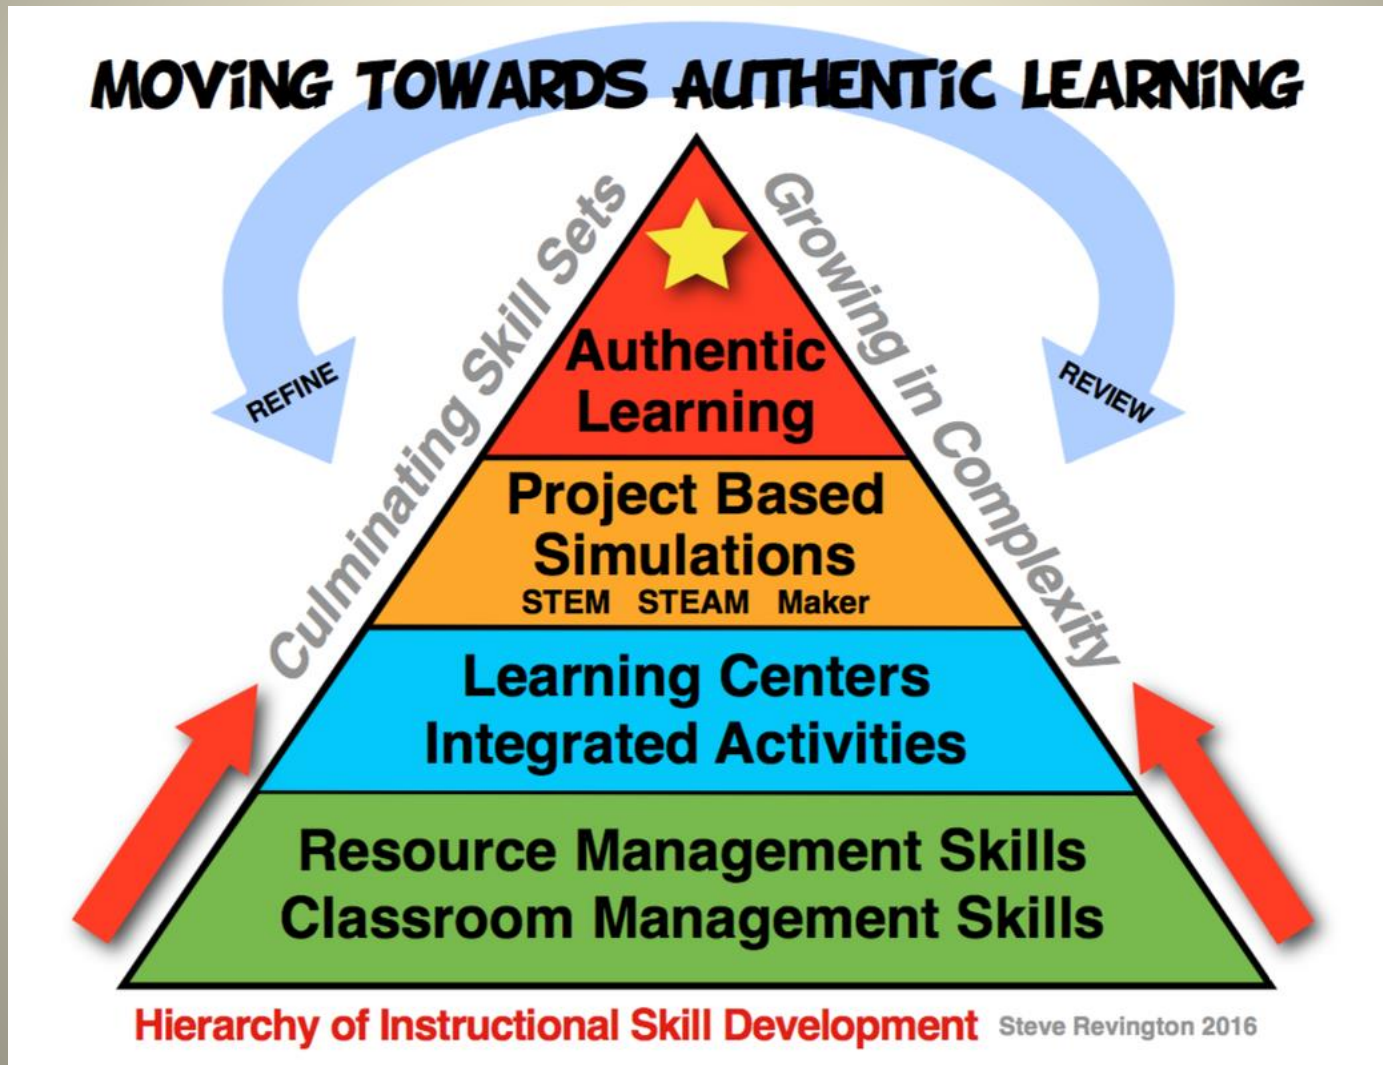 MOViNG TOWARDS AUTHENTiC LEARNiNG
Culminating Skill Sets
Growing in Complexity
REFINE
REVIEW
Authentic
Learning
Project Based
Simulations
STEM STEAM Maker
Learning Centers
Integrated Activities
Resource Management Skills
Classroom Management Skills
Hierarchy of Instructional Skill Development Steve Revington 2016